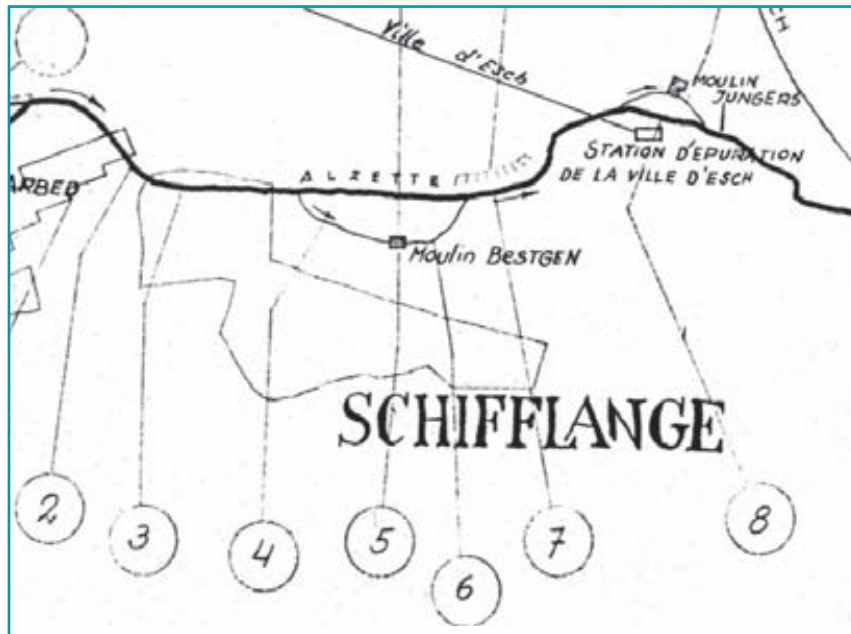 Ville d'Esch
CH
MOULIN
JUNGERS
STATION D'EPURATION
DE LA VILLE D'ESCH
ARBED
ALZETTE
Moulin BESTGEN
SCHIFFLANGE
2
3
4
5
6
7
8